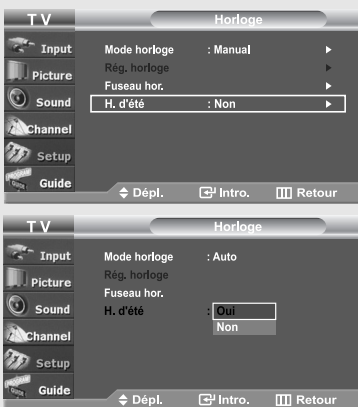 TV Horloge
Input Mode horloge : Manual
Picture Rég. horloge
Fuseau hor.
Sound H. d'été : Non
Channel
Setup
Guide
Dépl. Intro. Retour
TV Horloge
Input Mode horloge : Auto
Picture Rég. horloge
Fuseau hor.
Sound H. d'été : Oui
Non
Channel
Setup
Guide
Dépl. Intro. Retour